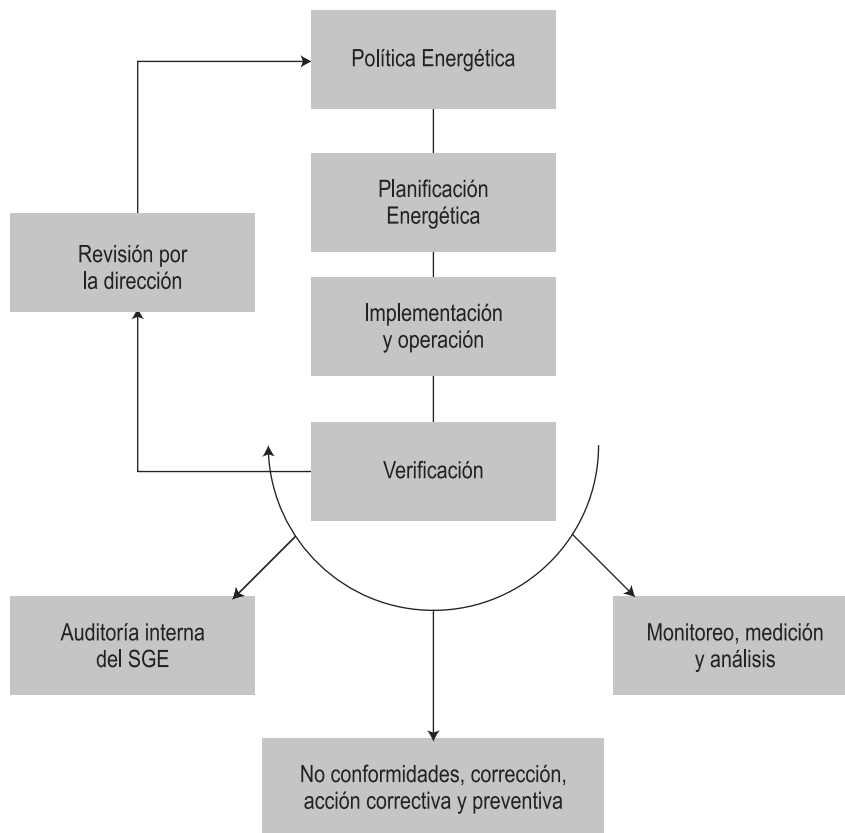 Política Energética
Planificación
Energética
Revisión por
la dirección
Implementación
y operación
Verificación
Auditoría interna
del SGE
Monitoreo, medición
y análisis
No conformidades, corrección,
acción correctiva y preventiva